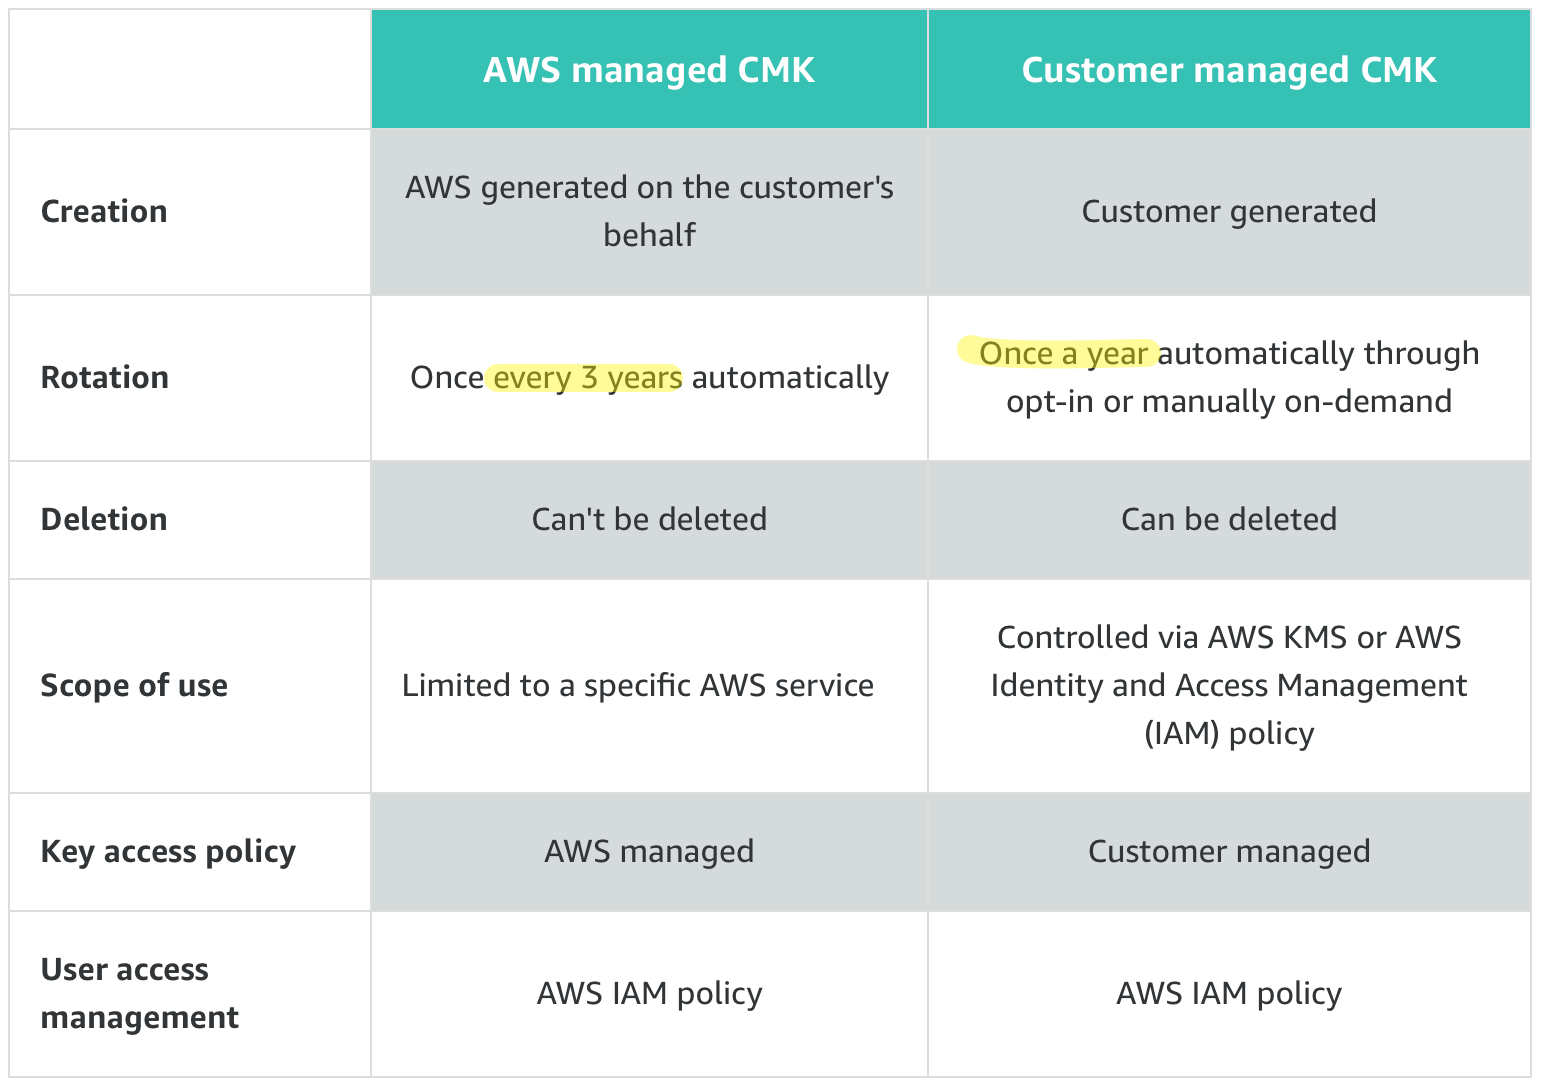 AWS managed CMK
Customer managed CMK
Creation
AWS generated on the customer's
behalf
Customer generated
Rotation
Once every 3 years automatically
Once a year automatically through
opt-in or manually on-demand
Deletion
Can't be deleted
Can be deleted
Scope of use
Limited to a specific AWS service
Controlled via AWS KMS or AWS
Identity and Access Management
(IAM) policy
Key access policy
AWS managed
Customer managed
User access
management
AWS IAM policy
AWS IAM policy